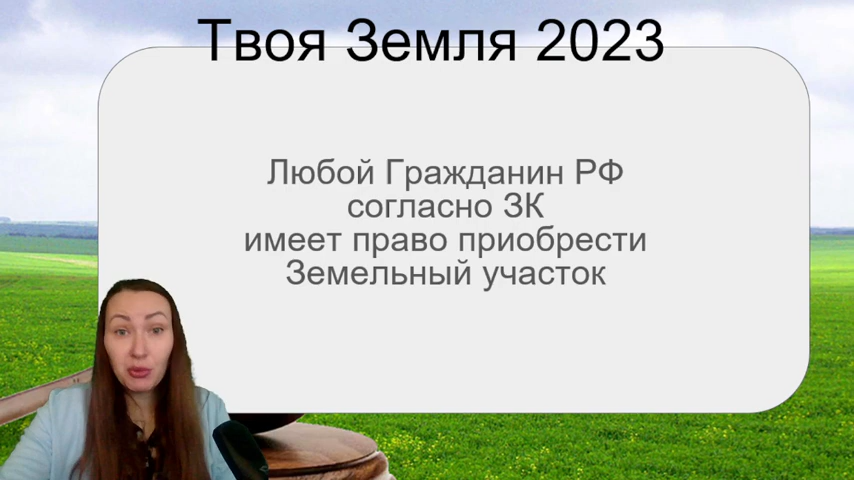 Твоя Земля 2023
Любой Гражданин РФ
согласно ЗК
имеет право приобрести
Земельный участок